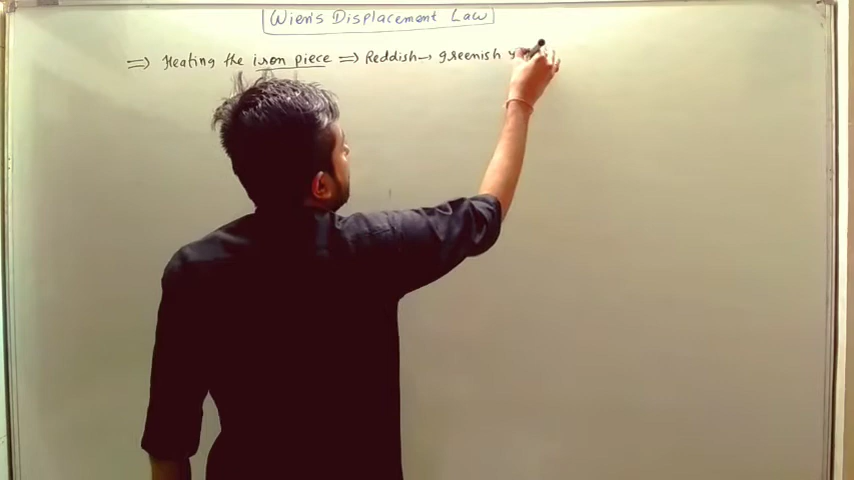 Wien's Displacement Law
=> Heating the iron piece => Reddish → greenish